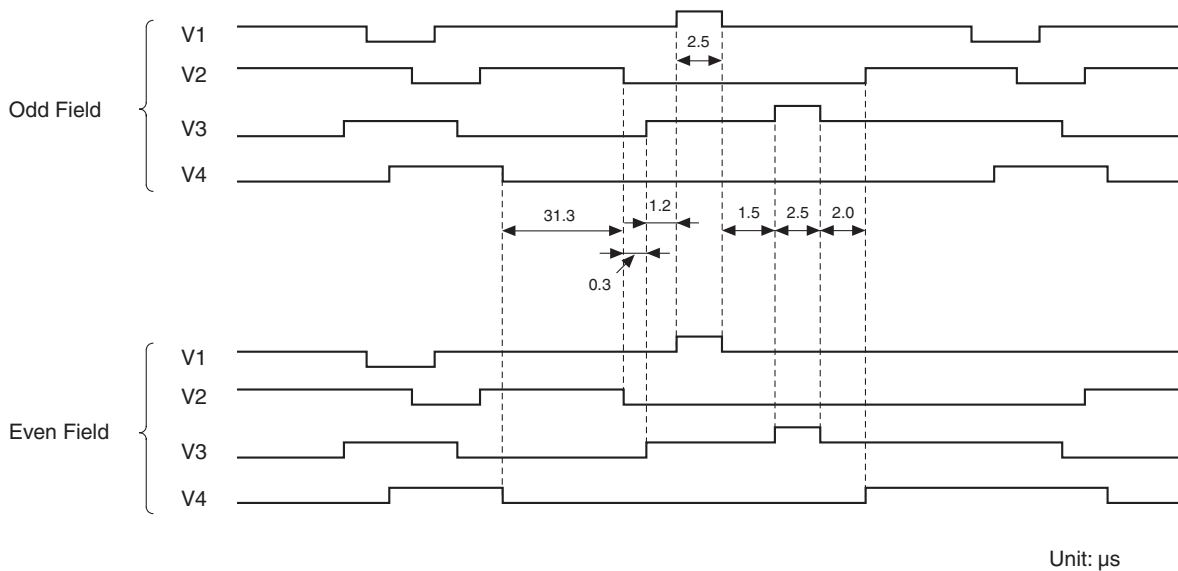 V1
2.5
V2
Odd Field
V3
V4
31.3
1.2
1.5
2.5
2.0
0.3
V1
V2
Even Field
V3
V4
Unit: μs